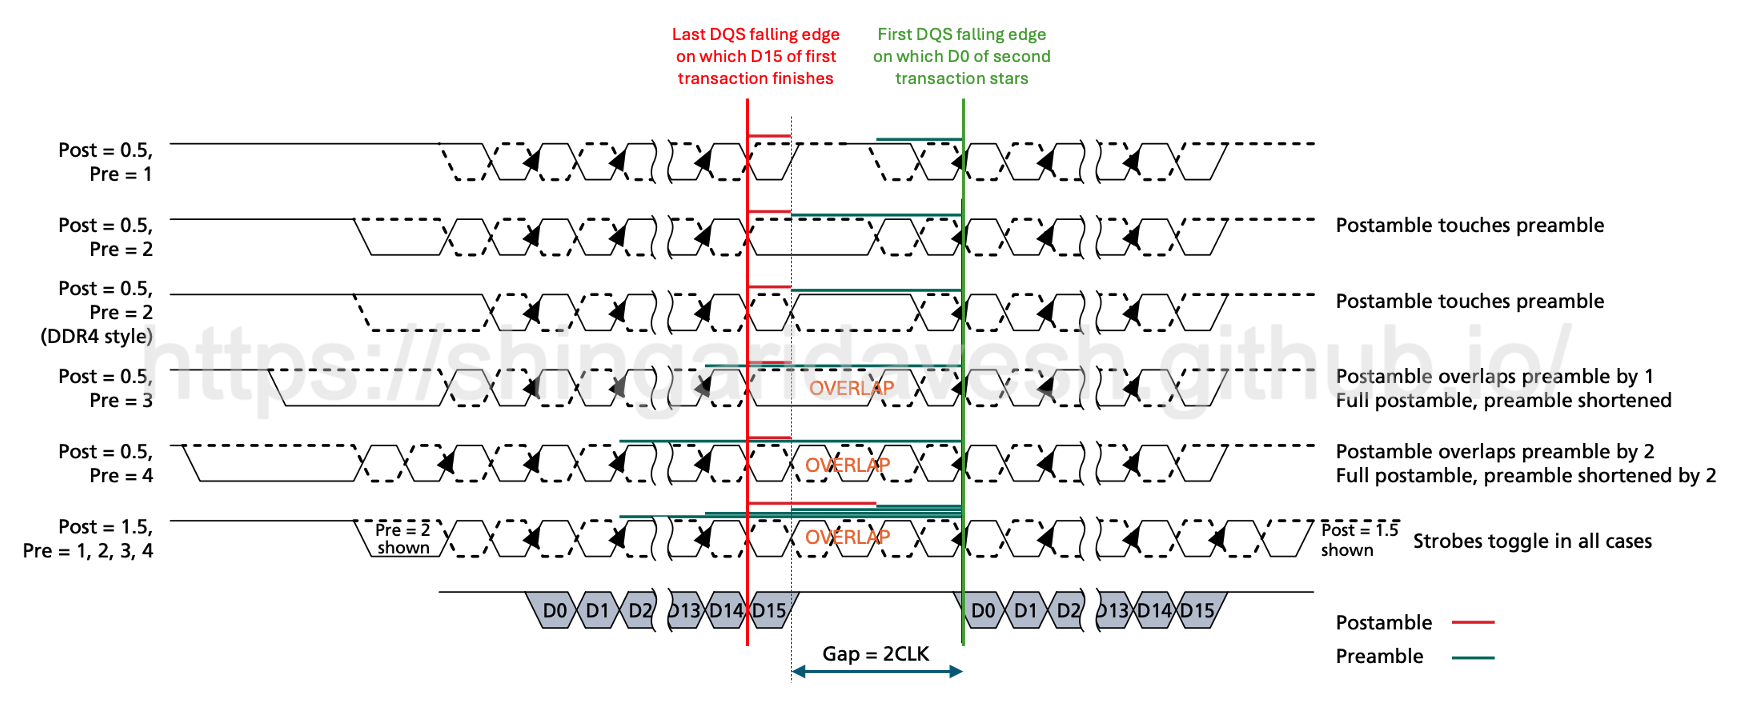 Last DQS falling edge
on which D15 of first
transaction finishes
First DQS falling edge
on which D0 of second
transaction stars
Post = 0.5,
Pre = 1
Post = 0.5,
Pre = 2
Postamble touches preamble
Post = 0.5,
Pre = 2
(DDR4 style)
Postamble touches preamble
https://shingaridavesh.github.io/
Post = 0.5,
Pre = 3
OVERLAP
Postamble overlaps preamble by 1
Full postamble, preamble shortened
Post = 0.5,
Pre = 4
OVERLAP
Postamble overlaps preamble by 2
Full postamble, preamble shortened by 2
Post = 1.5,
Pre = 1, 2, 3, 4
Pre = 2
shown
OVERLAP
Post = 1.5
shown
Strobes toggle in all cases
D0 D1 D2 D13 D14 D15 D0 D1 D2 D13 D14 D15
Gap = 2CLK
Postamble
Preamble